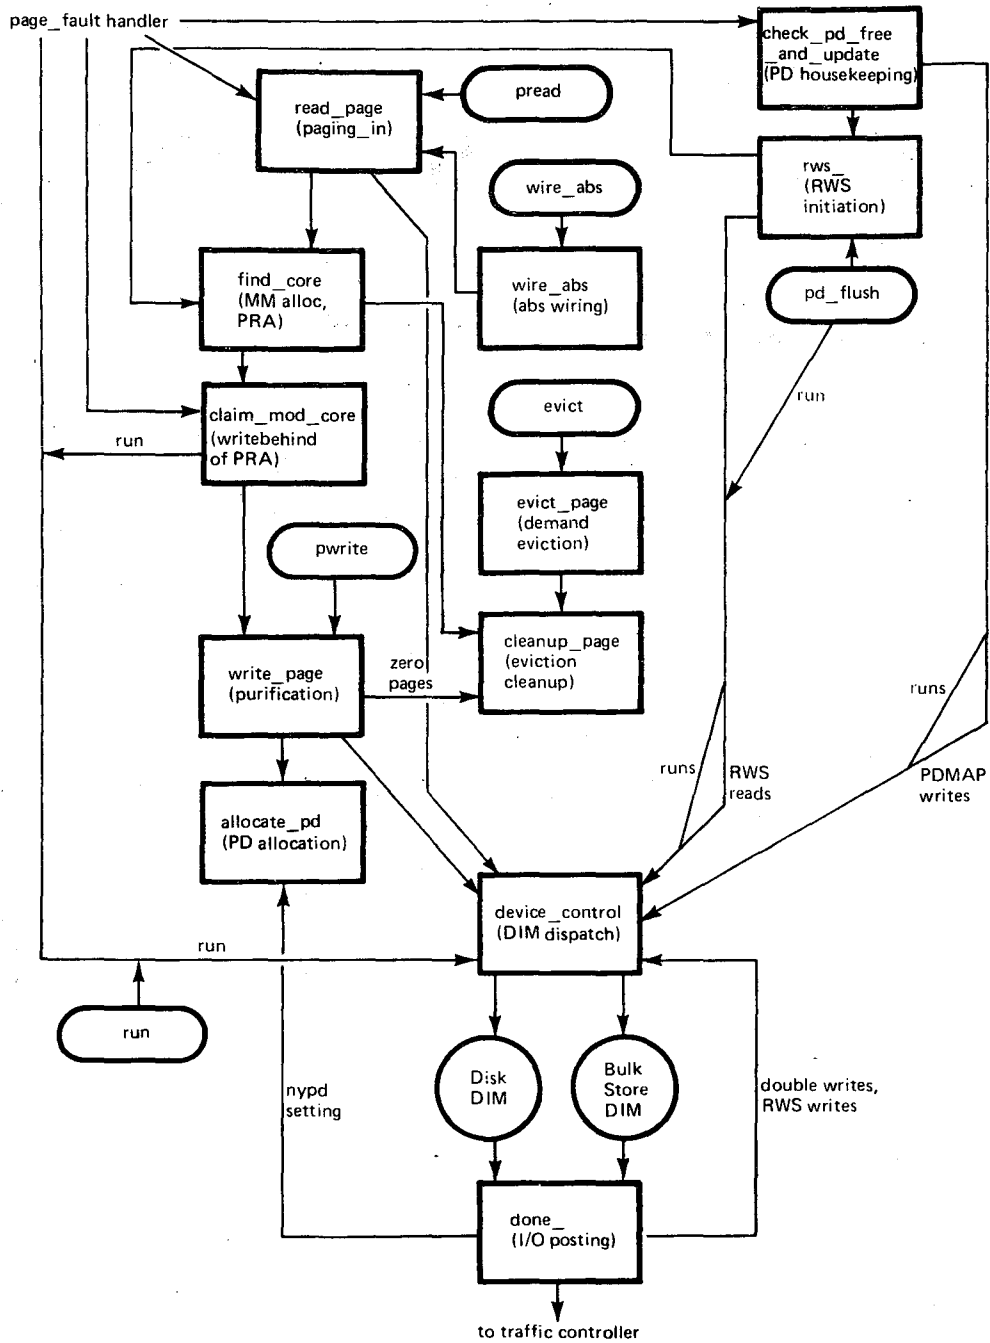 page_fault handler
check_pd_free
_and_update
(PD housekeeping)
read_page
(paging_in)
pread
wire_abs
rws_
(RWS
initiation)
find_core
(MM alloc,
PRA)
wire_abs
(abs wiring)
pd_flush
claim_mod_core
(writebehind
of PRA)
run
evict
run
evict_page
(demand
eviction)
pwrite
write_page
(purification)
zero
pages
cleanup_page
(eviction
cleanup)
runs
runs
RWS
reads
PDMAP
writes
allocate_pd
(PD allocation)
device_control
(DIM dispatch)
run
run
Disk
DIM
Bulk
Store
DIM
nypd
setting
double writes,
RWS writes
done_
(I/O posting)
to traffic controller